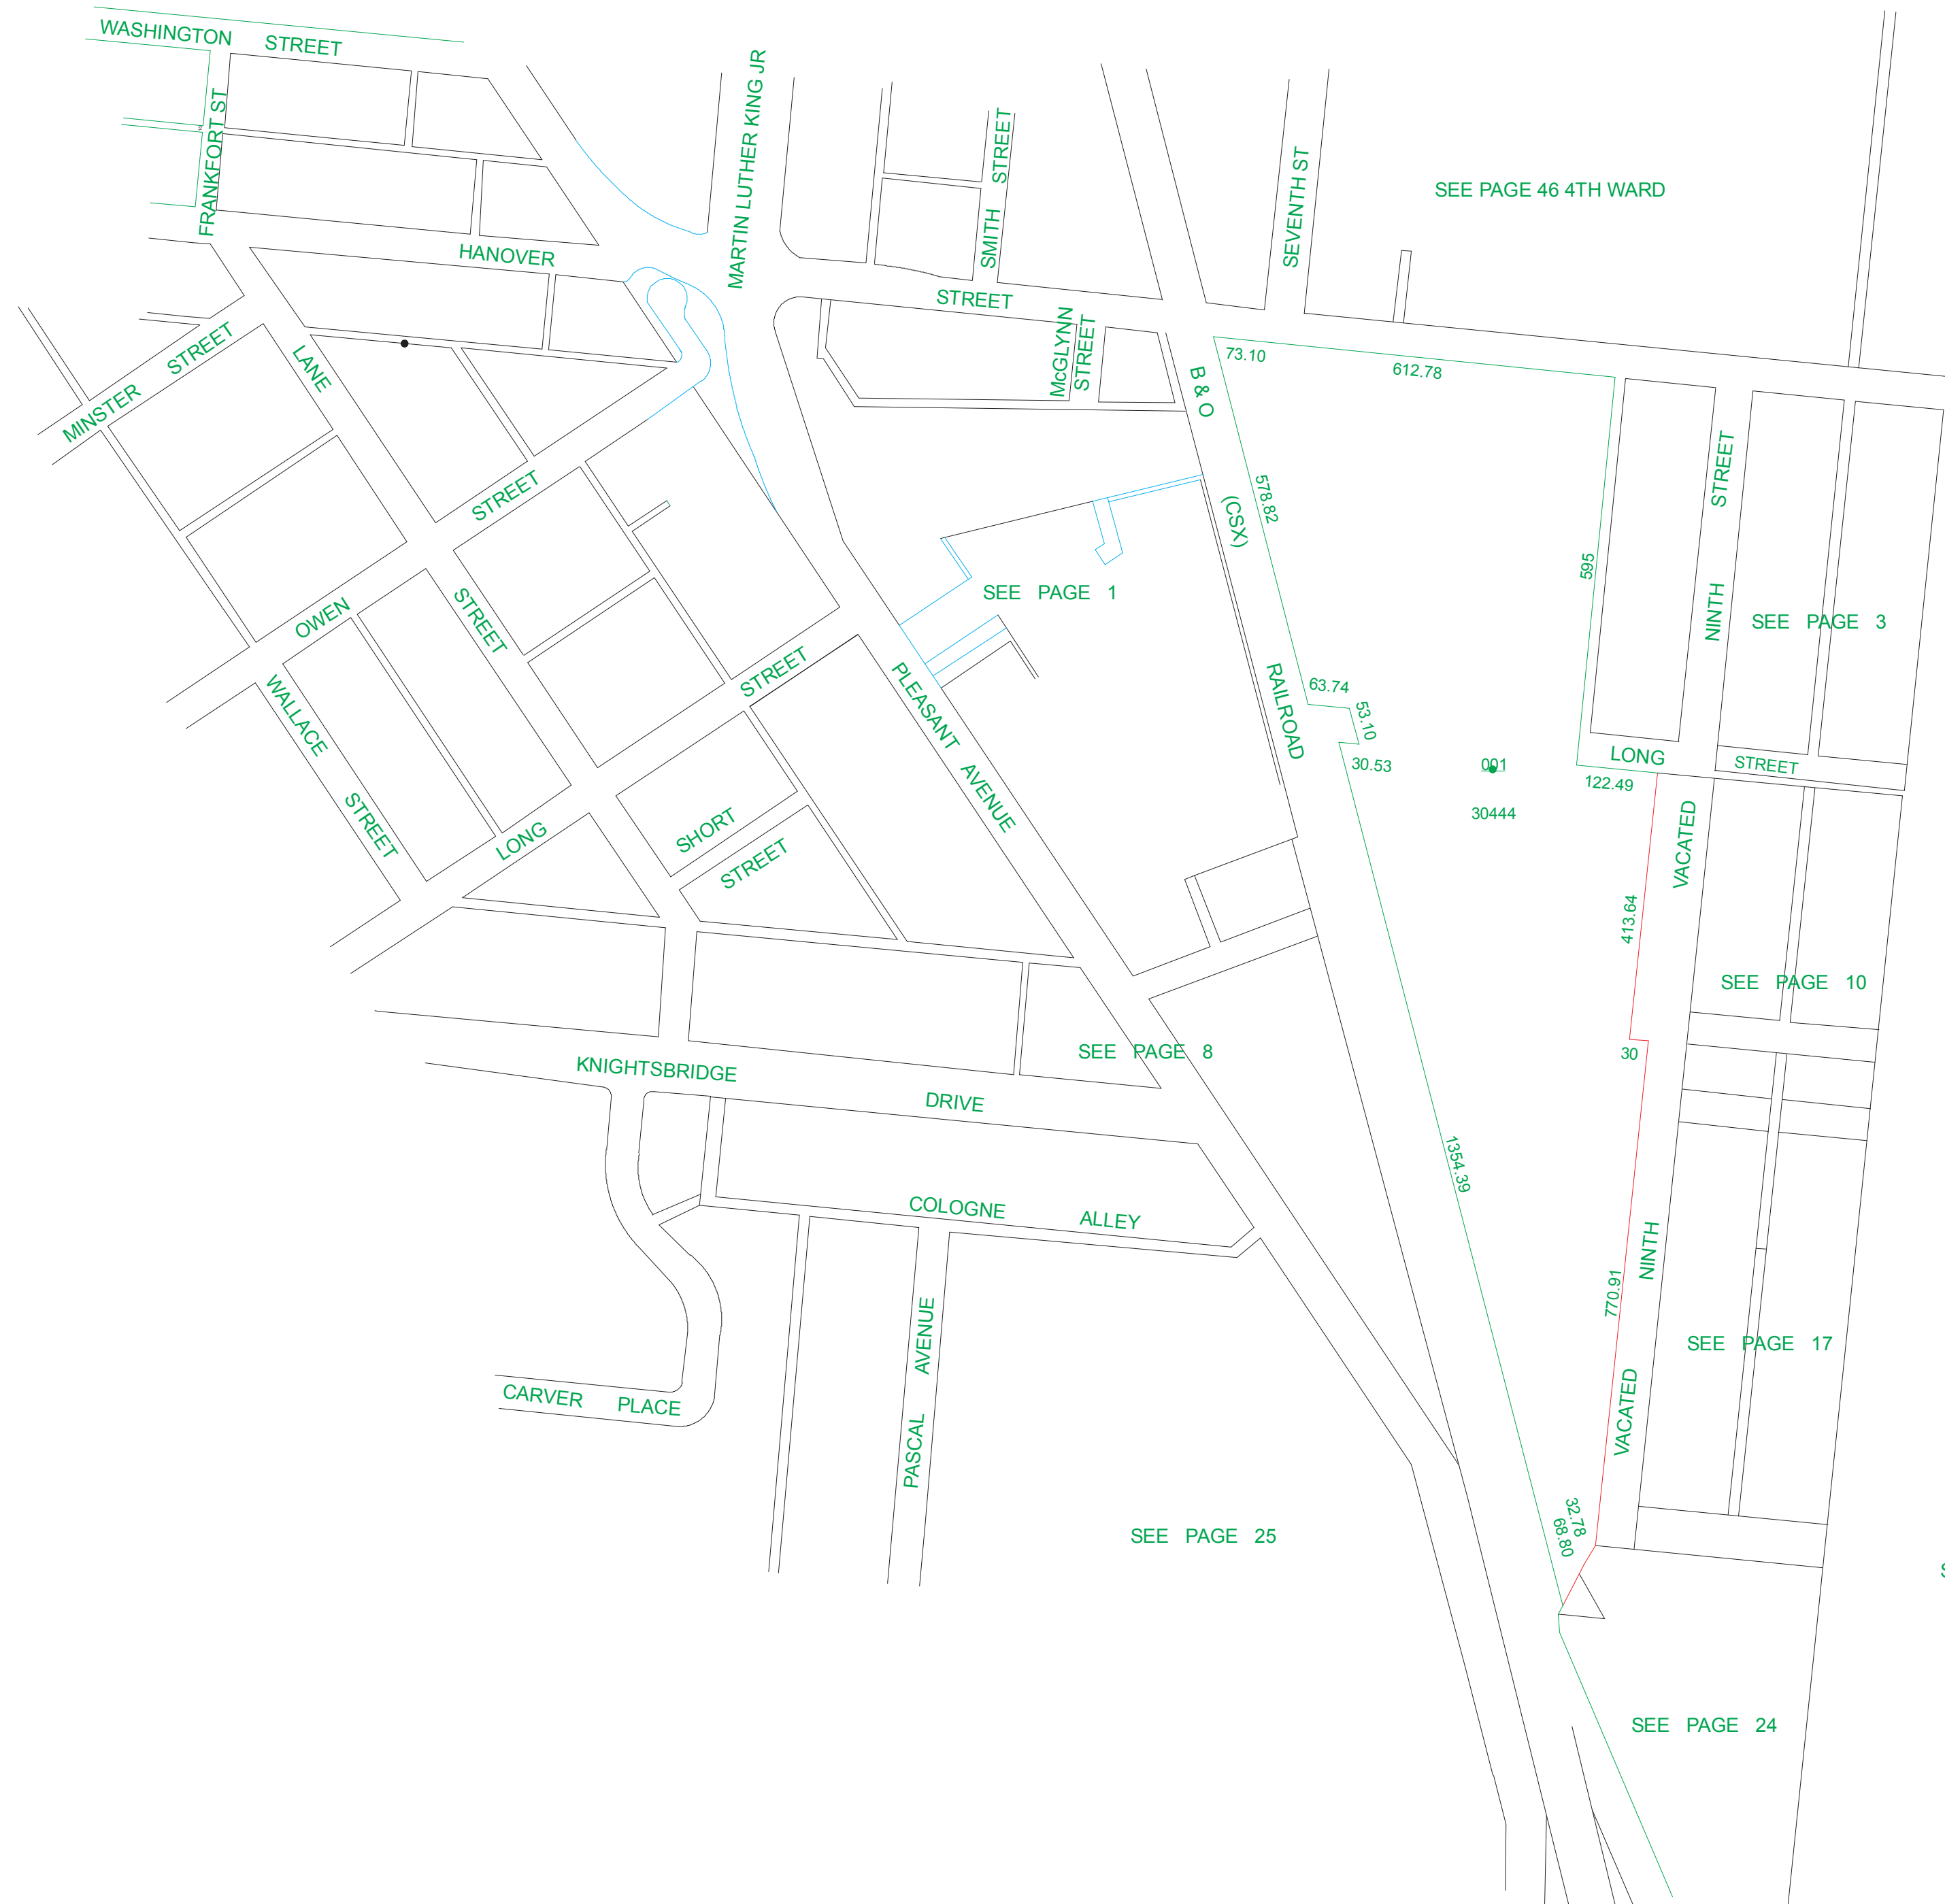 WASHINGTON STREET
FRANKFORT ST
MARTIN LUTHER KING JR
SMITH STREET
SEVENTH ST
SEE PAGE 46 4TH WARD
HANOVER STREET
McGLYNN
STREET
MINSTER STREET
LANE STREET
B & O (CSX) RAILROAD
73.10
612.78
578.82
595
NINTH STREET
SEE PAGE 1
SEE PAGE 3
OWEN STREET
WALLACE STREET
PLEASANT AVENUE
63.74
53.10
30.53
001
30444
122.49
LONG STREET
LONG STREET
SHORT
STREET
VACATED NINTH
413.64
30
SEE PAGE 10
SEE PAGE 8
KNIGHTSBRIDGE DRIVE
1354.39
COLOGNE ALLEY
770.91
VACATED
SEE PAGE 17
PASCAL AVENUE
CARVER PLACE
32.78
68.80
SEE PAGE 25
SEE PAGE 24